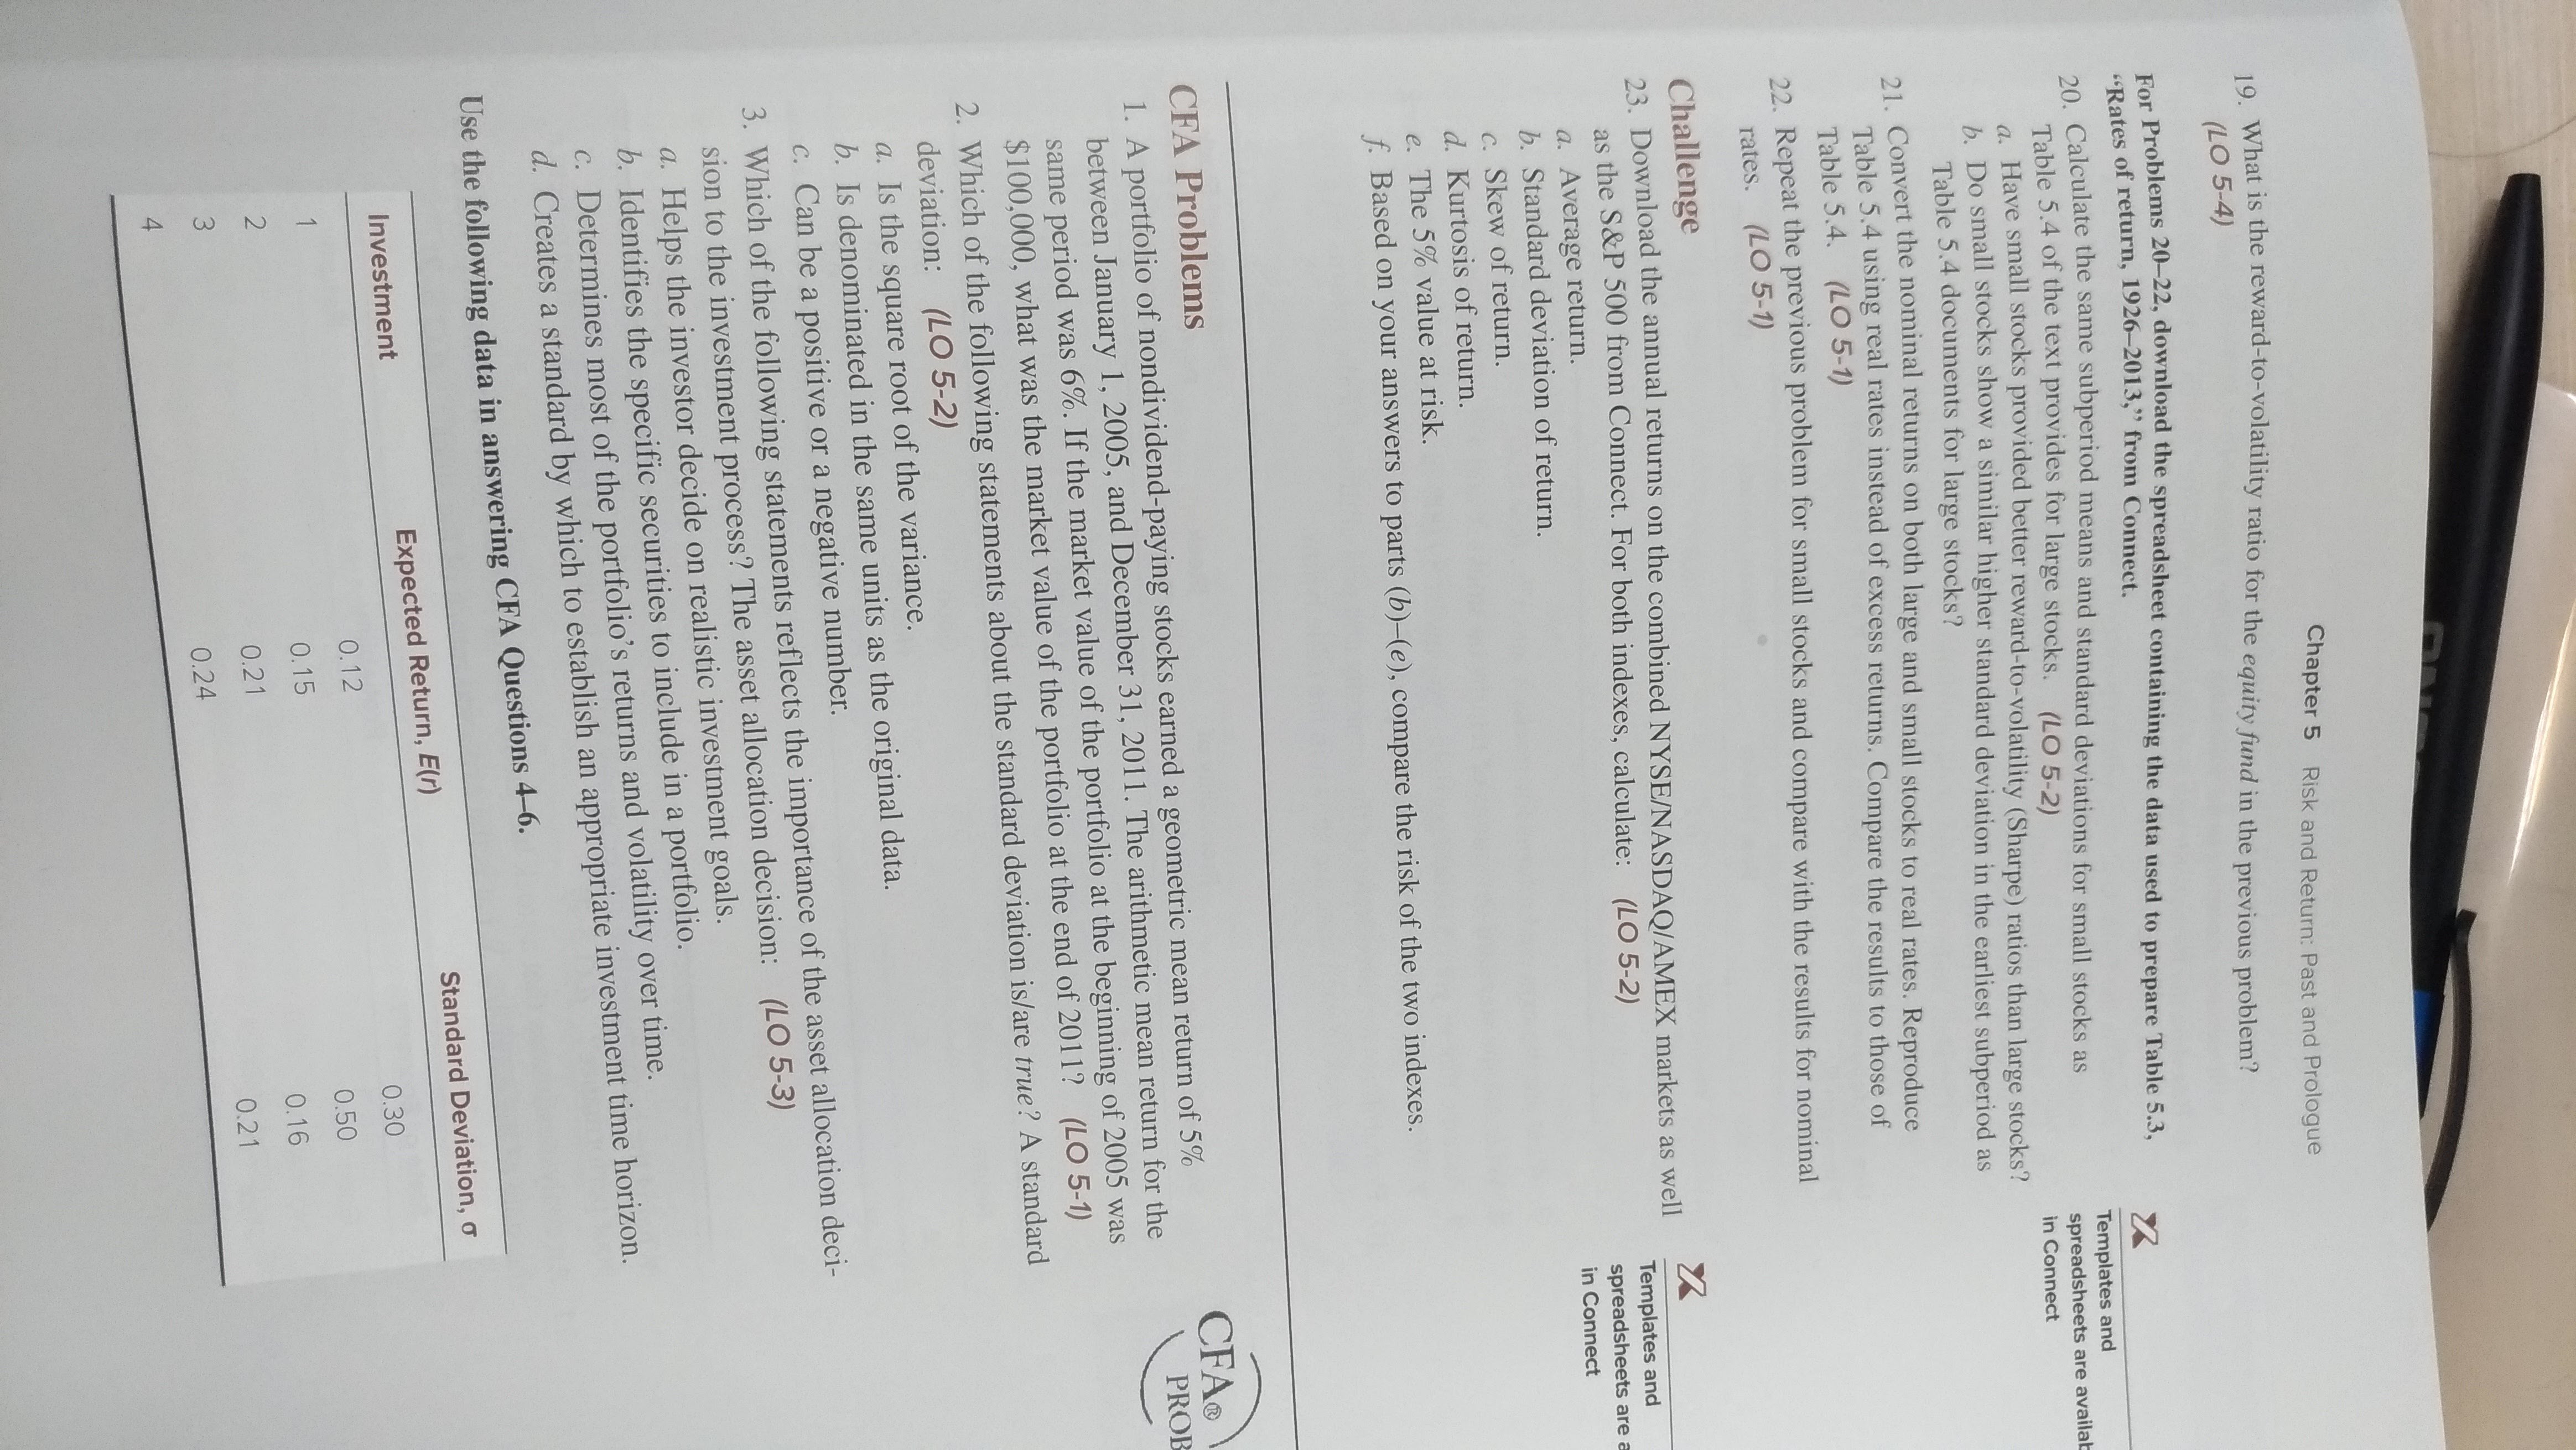 Chapter 5 Risk and Return: Past and Prologue
19. What is the reward-to-volatility ratio for the equity fund in the previous problem?
(LO 5-4)
For Problems 20–22, download the spreadsheet containing the data used to prepare Table 5.3,
“Rates of return, 1926–2013,” from Connect.
Templates and
spreadsheets are
in Connect
20. Calculate the same subperiod means and standard deviations for small stocks as
Table 5.4 of the text provides for large stocks. (LO 5-2)
a. Have small stocks provided better reward-to-volatility (Sharpe) ratios than large stocks?
b. Do small stocks show a similar higher standard deviation in the earliest subperiod as
Table 5.4 documents for large stocks?
21. Convert the nominal returns on both large and small stocks to real rates. Reproduce
Table 5.4 using real rates instead of excess returns. Compare the results to those of
Table 5.4. (LO 5-1)
22. Repeat the previous problem for small stocks and compare with the results for nominal
rates. (LO 5-1)
Challenge
23. Download the annual returns on the combined NYSE/NASDAQ/AMEX markets as well
as the S&P 500 from Connect. For both indexes, calculate: (LO 5-2)
a. Average return.
b. Standard deviation of return.
c. Skew of return.
d. Kurtosis of return.
e. The 5% value at risk.
f. Based on your answers to parts (b)–(e), compare the risk of the two indexes.
Templates and
spreadsheets are
in Connect
CFA Problems
CFA®
PROB
1. A portfolio of nondividend-paying stocks earned a geometric mean return of 5%
between January 1, 2005, and December 31, 2011. The arithmetic mean return for the
same period was 6%. If the market value of the portfolio at the beginning of 2005 was
$100,000, what was the market value of the portfolio at the end of 2011? (LO 5-1)
2. Which of the following statements about the standard deviation is/are true? A standard
deviation: (LO 5-2)
a. Is the square root of the variance.
b. Is denominated in the same units as the original data.
c. Can be a positive or a negative number.
3. Which of the following statements reflects the importance of the asset allocation deci-
sion to the investment process? The asset allocation decision: (LO 5-3)
a. Helps the investor decide on realistic investment goals.
b. Identifies the specific securities to include in a portfolio.
c. Determines most of the portfolio’s returns and volatility over time.
d. Creates a standard by which to establish an appropriate investment time horizon.
Use the following data in answering CFA Questions 4–6.
Investment Expected Return, E(r) Standard Deviation, σ
1 0.12 0.30
2 0.15 0.50
3 0.21 0.16
4 0.24 0.21